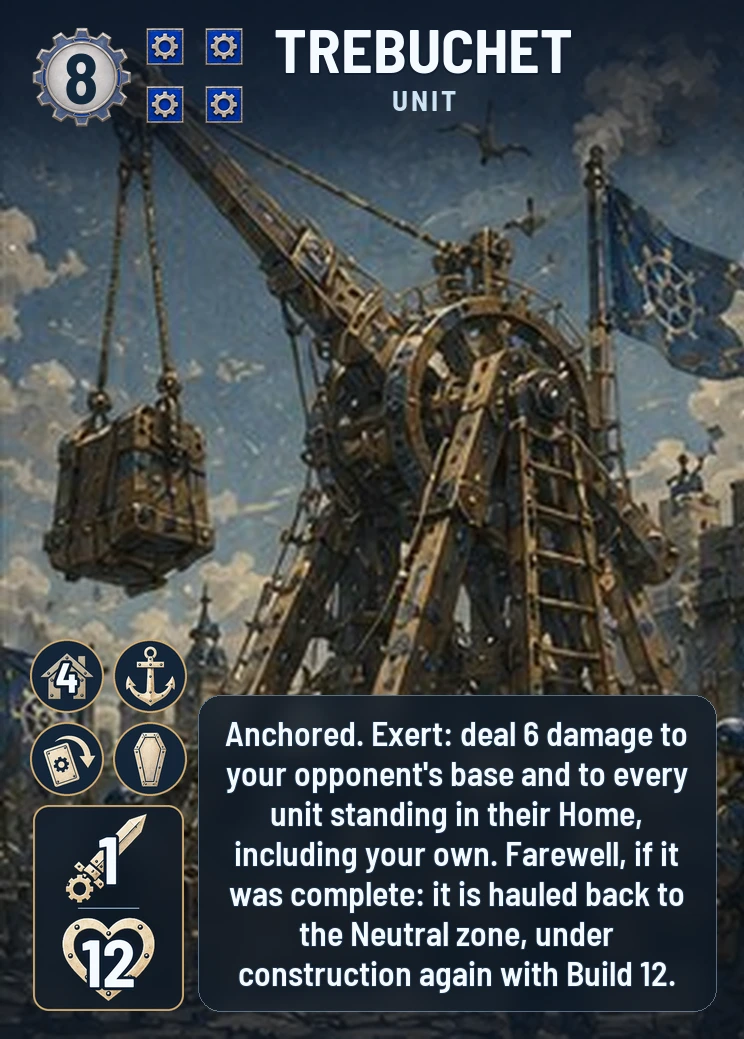 8
TREBUCHET
UNIT
4
1
12
Anchored. Exert: deal 6 damage to
your opponent's base and to every
unit standing in their Home,
including your own. Farewell, if it
was complete: it is hauled back to
the Neutral zone, under
construction again with Build 12.